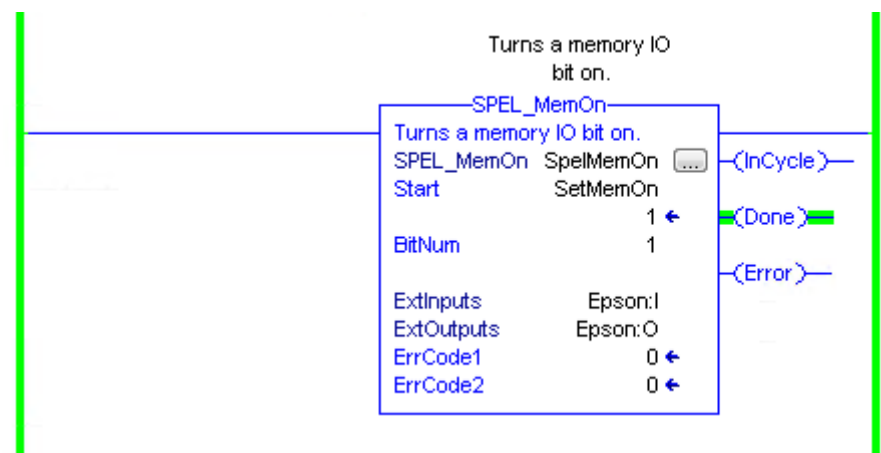 Turns a memory IO
bit on.
SPEL_MemOn
Turns a memory IO bit on.
SPEL_MemOn SpelMemOn ...
(InCycle)
Start SetMemOn
1
(Done)
BitNum 1
(Error)
ExtInputs Epson:I
ExtOutputs Epson:O
ErrCode1 0
ErrCode2 0